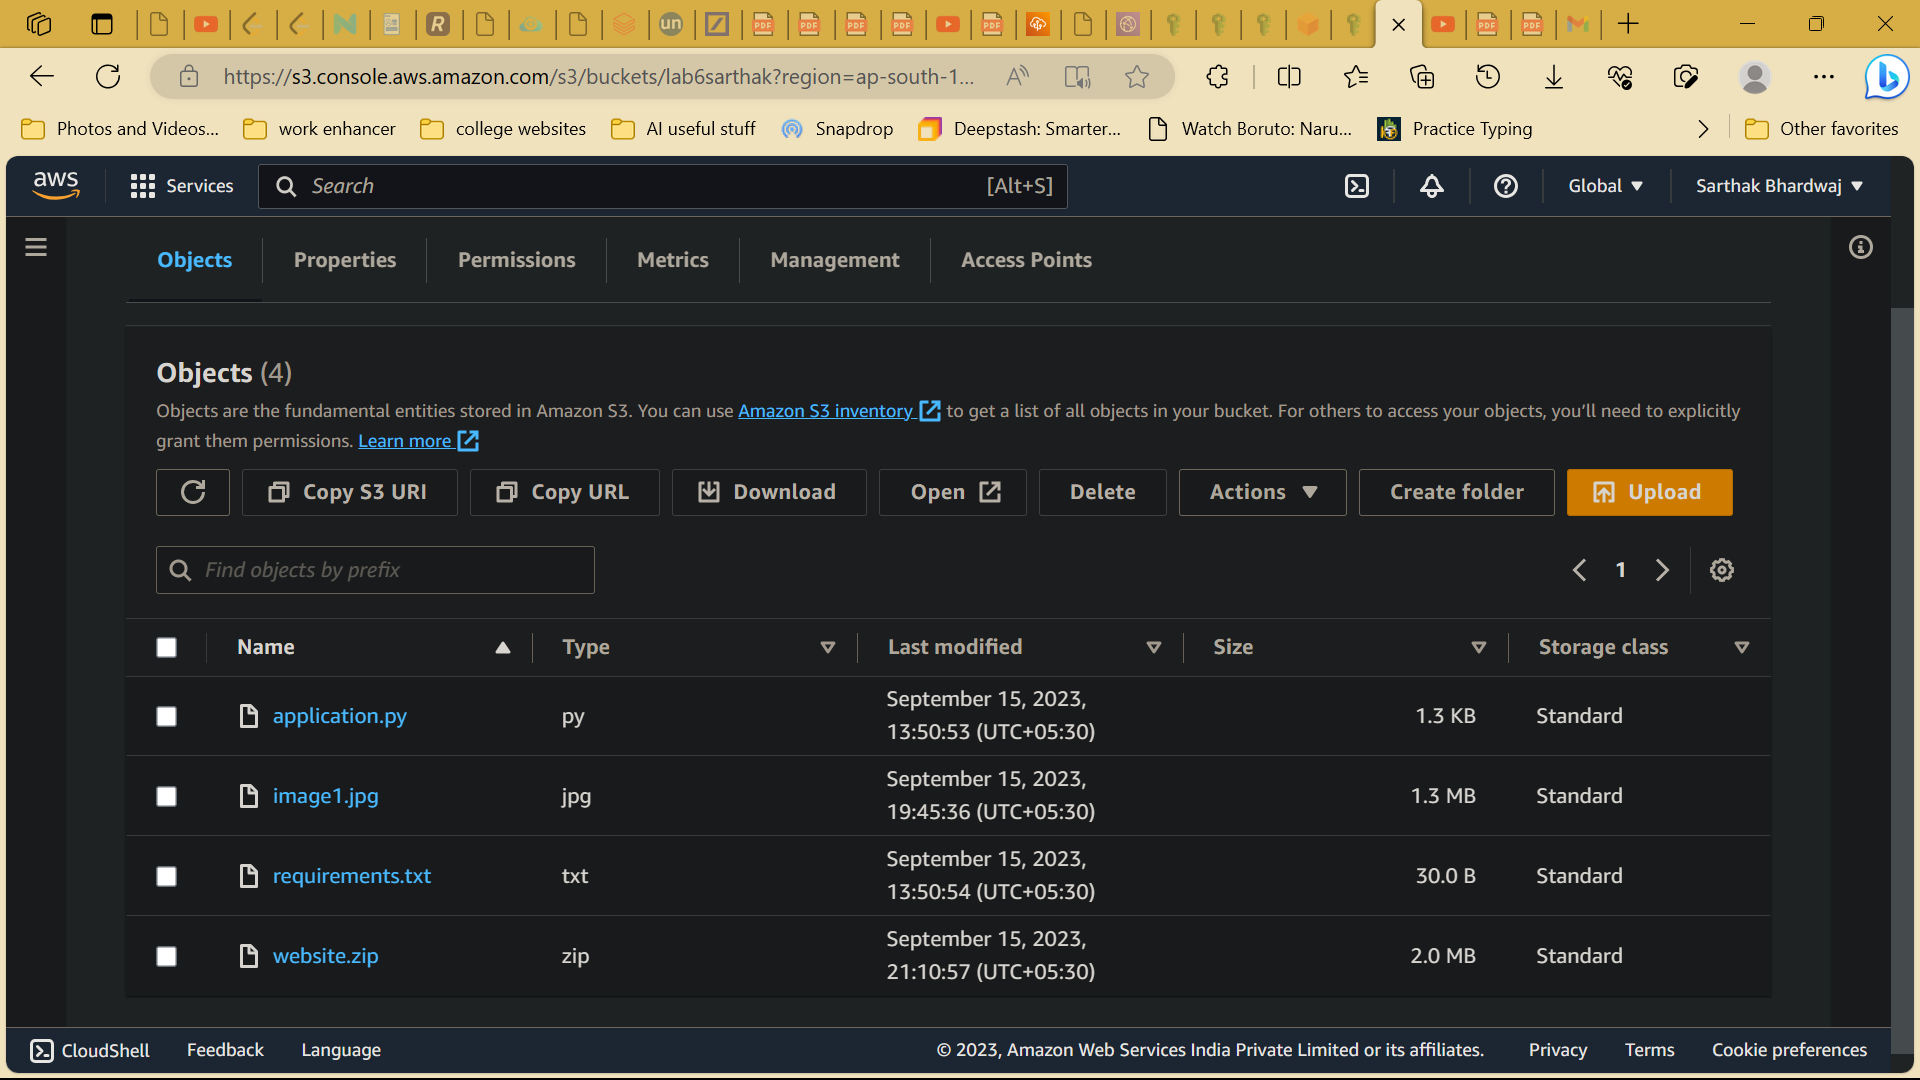 https://s3.console.aws.amazon.com/s3/buckets/lab6sarthak?region=ap-south-1...
Photos and Videos... work enhancer college websites AI useful stuff Snapdrop Deepstash: Smarter... Watch Boruto: Naru... Practice Typing Other favorites
aws Services Search [Alt+S] Global Sarthak Bhardwaj
Objects Properties Permissions Metrics Management Access Points
Objects (4)
Objects are the fundamental entities stored in Amazon S3. You can use Amazon S3 inventory to get a list of all objects in your bucket. For others to access your objects, you'll need to explicitly
grant them permissions. Learn more
Copy S3 URI Copy URL Download Open Delete Actions Create folder Upload
Find objects by prefix 1
Name Type Last modified Size Storage class
application.py py September 15, 2023, 13:50:53 (UTC+05:30) 1.3 KB Standard
image1.jpg jpg September 15, 2023, 19:45:36 (UTC+05:30) 1.3 MB Standard
requirements.txt txt September 15, 2023, 13:50:54 (UTC+05:30) 30.0 B Standard
website.zip zip September 15, 2023, 21:10:57 (UTC+05:30) 2.0 MB Standard
CloudShell Feedback Language © 2023, Amazon Web Services India Private Limited or its affiliates. Privacy Terms Cookie preferences